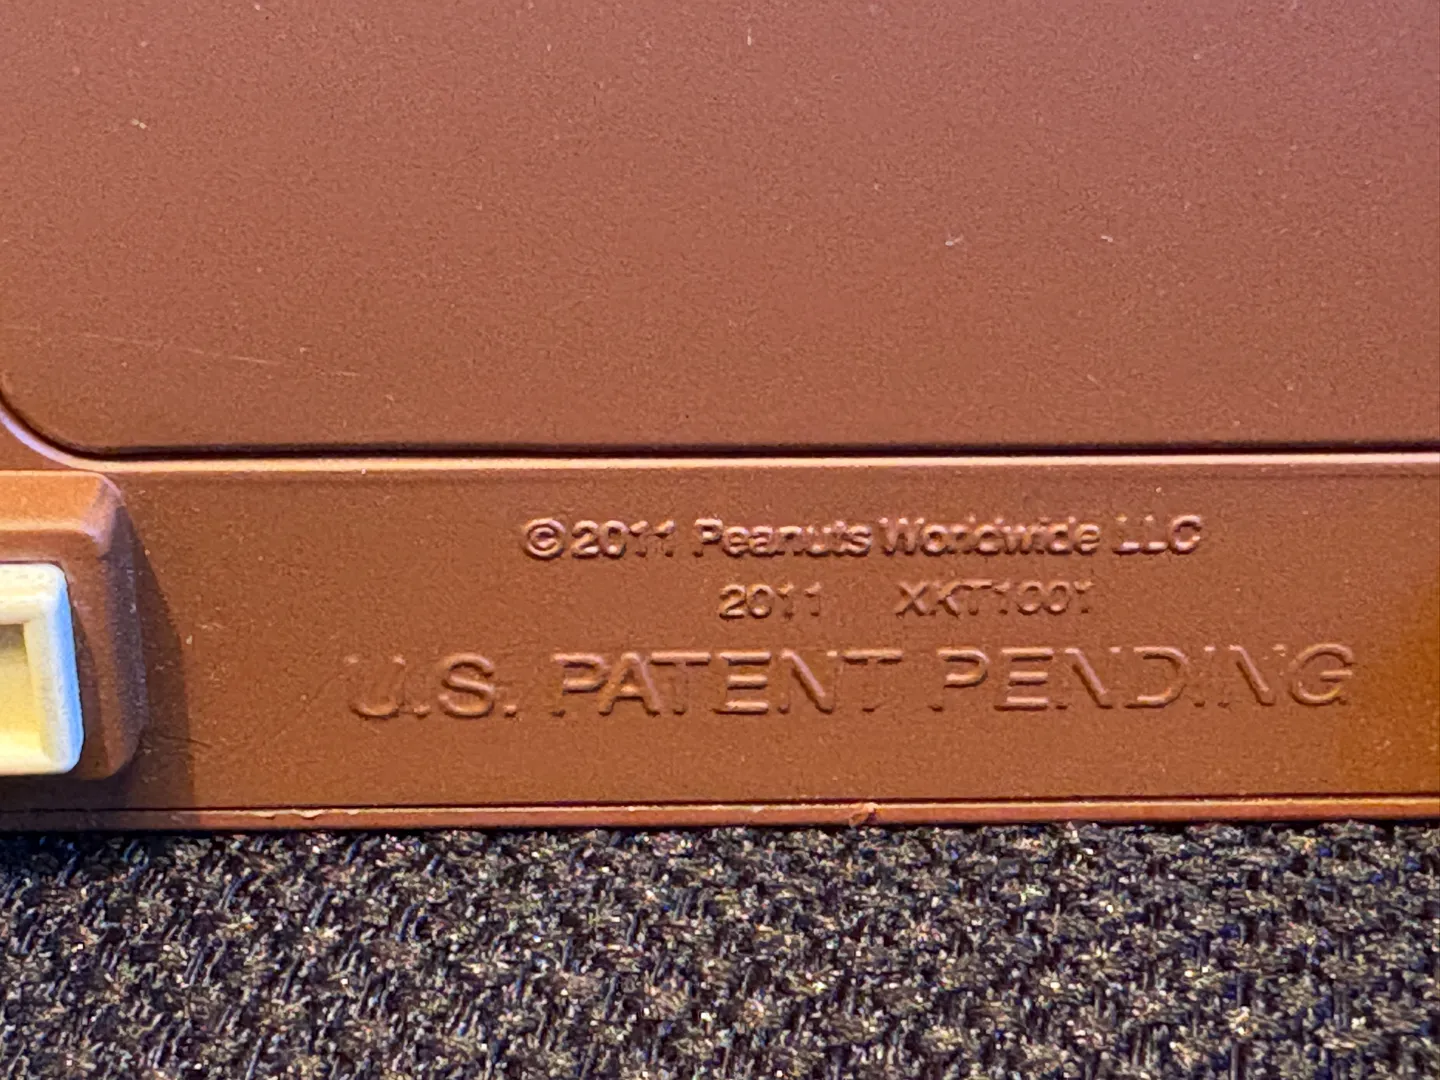 ©2011 Peanuts Worldwide LLC
2011 XKT1001
U.S. PATENT PENDING